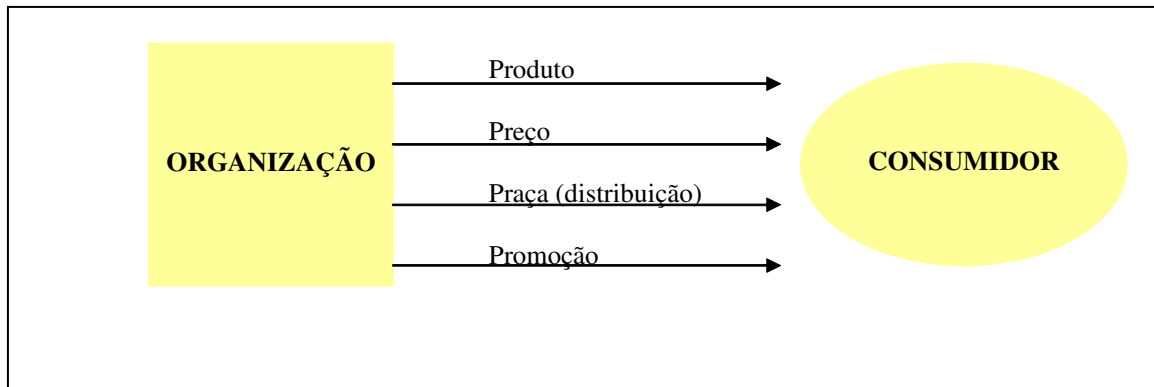 Produto
Preço
ORGANIZAÇÃO
CONSUMIDOR
Praça (distribuição)
Promoção